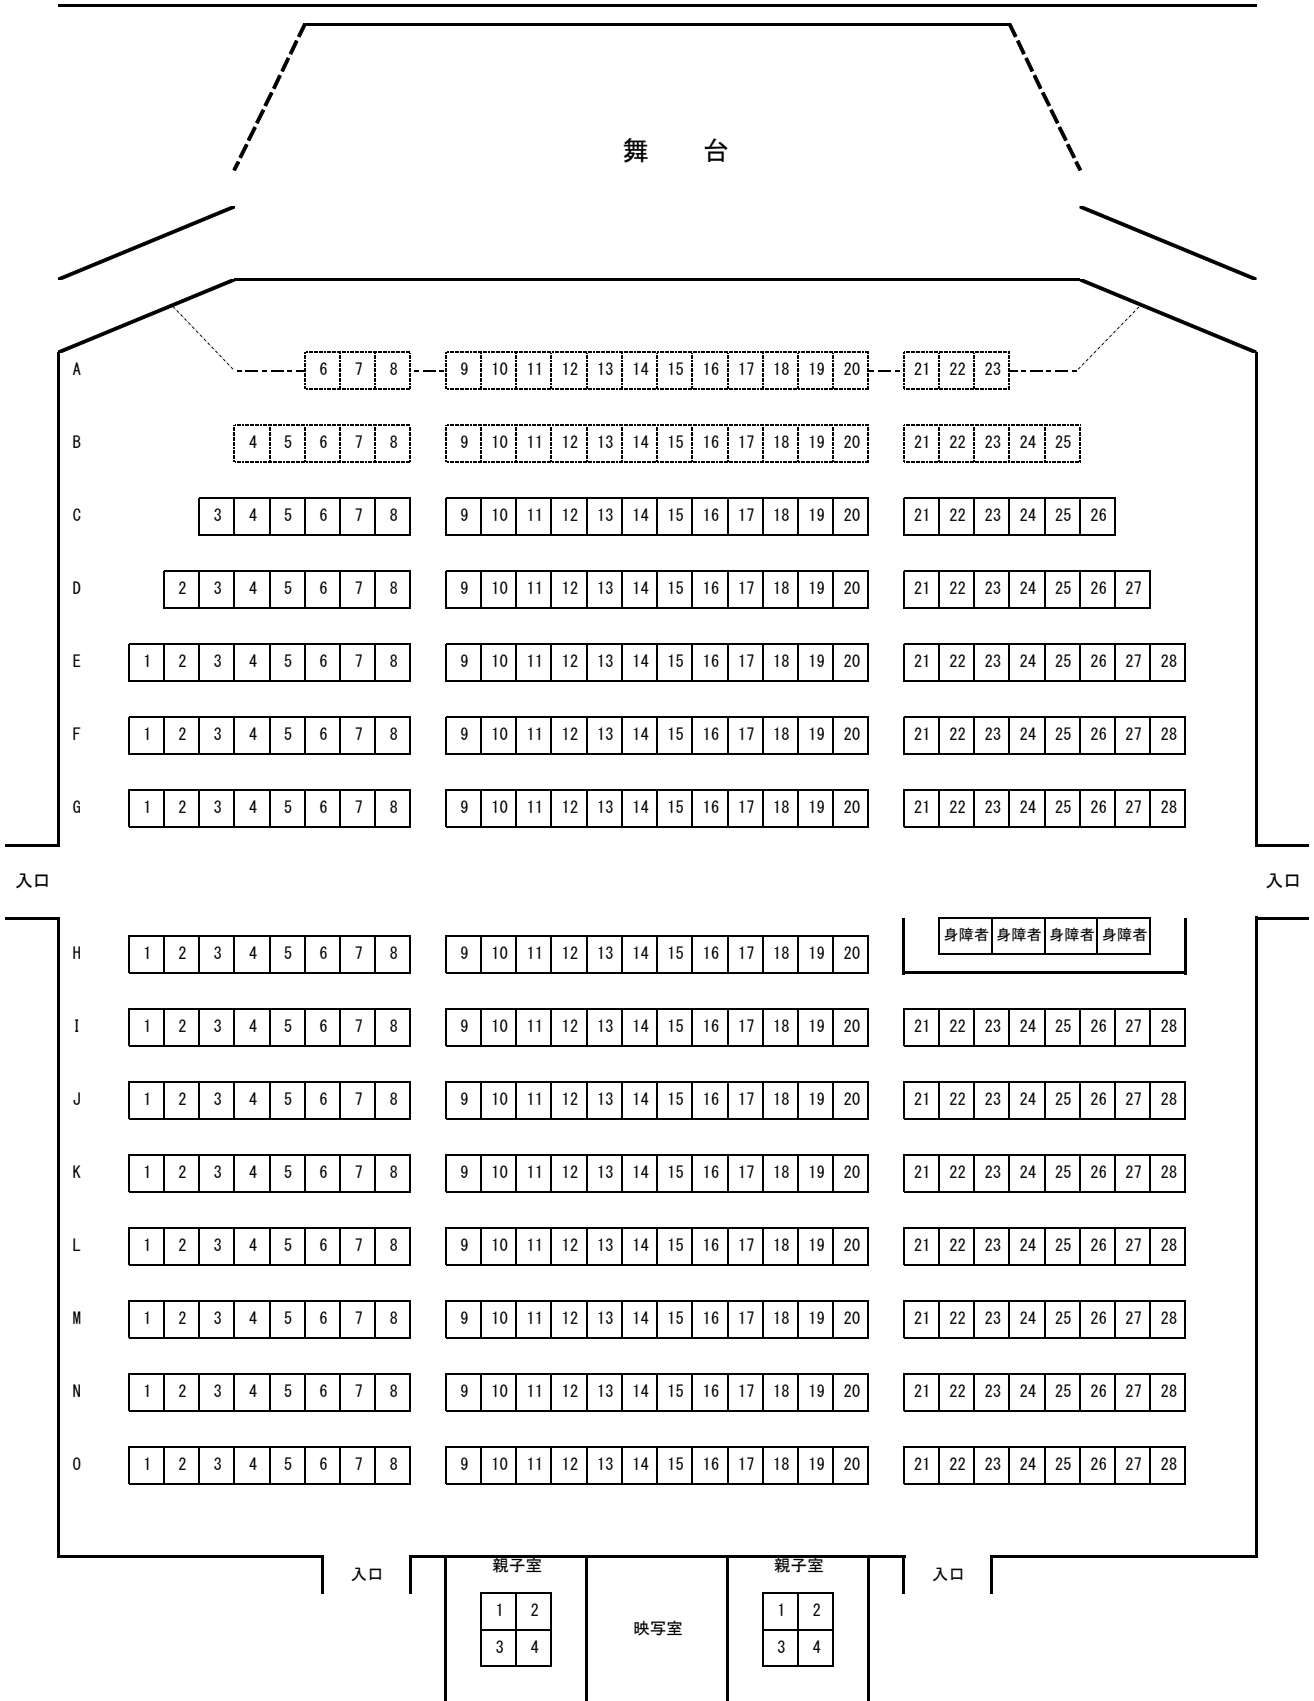 舞 台
A 6 7 8 9 10 11 12 13 14 15 16 17 18 19 20 21 22 23
B 4 5 6 7 8 9 10 11 12 13 14 15 16 17 18 19 20 21 22 23 24 25
C 3 4 5 6 7 8 9 10 11 12 13 14 15 16 17 18 19 20 21 22 23 24 25 26
D 2 3 4 5 6 7 8 9 10 11 12 13 14 15 16 17 18 19 20 21 22 23 24 25 26 27
E 1 2 3 4 5 6 7 8 9 10 11 12 13 14 15 16 17 18 19 20 21 22 23 24 25 26 27 28
F 1 2 3 4 5 6 7 8 9 10 11 12 13 14 15 16 17 18 19 20 21 22 23 24 25 26 27 28
G 1 2 3 4 5 6 7 8 9 10 11 12 13 14 15 16 17 18 19 20 21 22 23 24 25 26 27 28
入口 入口
身障者 身障者 身障者 身障者
H 1 2 3 4 5 6 7 8 9 10 11 12 13 14 15 16 17 18 19 20
I 1 2 3 4 5 6 7 8 9 10 11 12 13 14 15 16 17 18 19 20 21 22 23 24 25 26 27 28
J 1 2 3 4 5 6 7 8 9 10 11 12 13 14 15 16 17 18 19 20 21 22 23 24 25 26 27 28
K 1 2 3 4 5 6 7 8 9 10 11 12 13 14 15 16 17 18 19 20 21 22 23 24 25 26 27 28
L 1 2 3 4 5 6 7 8 9 10 11 12 13 14 15 16 17 18 19 20 21 22 23 24 25 26 27 28
M 1 2 3 4 5 6 7 8 9 10 11 12 13 14 15 16 17 18 19 20 21 22 23 24 25 26 27 28
N 1 2 3 4 5 6 7 8 9 10 11 12 13 14 15 16 17 18 19 20 21 22 23 24 25 26 27 28
O 1 2 3 4 5 6 7 8 9 10 11 12 13 14 15 16 17 18 19 20 21 22 23 24 25 26 27 28
親子室 親子室
入口 入口
1 2 1 2
映写室
3 4 3 4